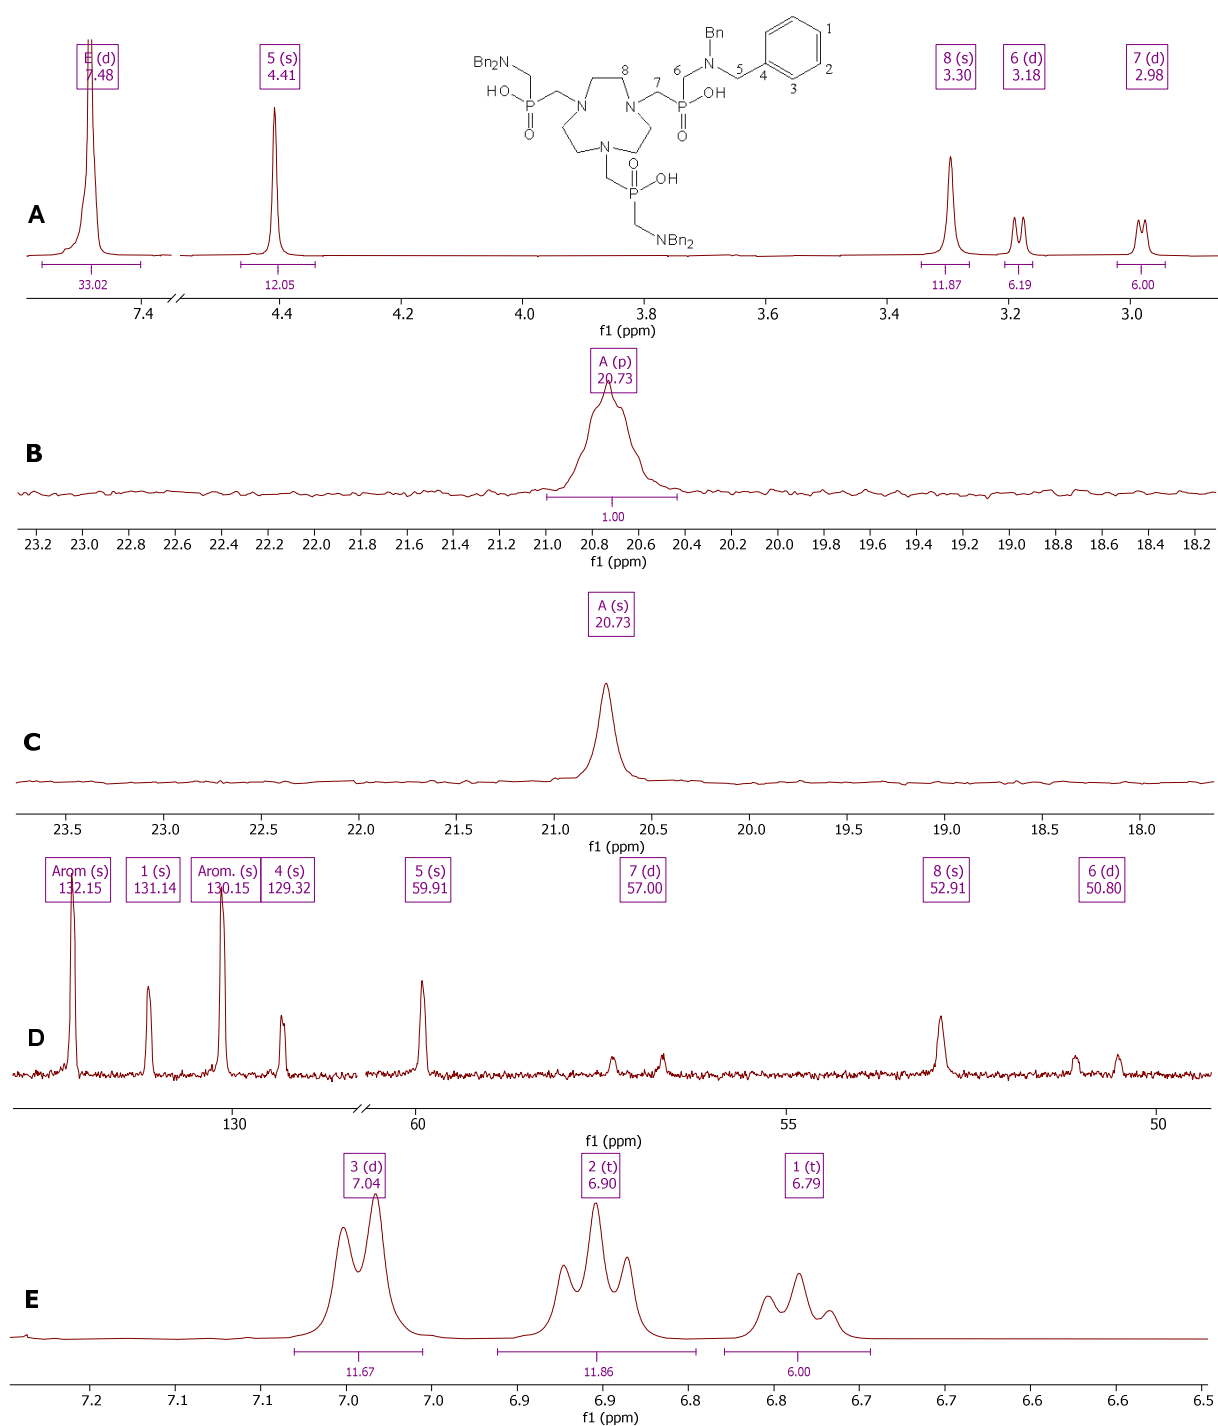 E (d)
7.48
5 (s)
4.41
8 (s)
3.30
6 (d)
3.18
7 (d)
2.98
Bn
1
2
3
4
5
N
6
Bn₂N
8
7
HO
P
O
N
N
P
OH
O
N
O
P
OH
NBn₂
A
33.02
12.05
11.87
6.19
6.00
7.4
4.4
4.2
4.0
3.8
3.6
3.4
3.2
3.0
f1 (ppm)
A (p)
20.73
B
1.00
23.2 23.0 22.8 22.6 22.4 22.2 22.0 21.8 21.6 21.4 21.2 21.0 20.8 20.6 20.4 20.2 20.0 19.8 19.6 19.4 19.2 19.0 18.8 18.6 18.4 18.2
f1 (ppm)
A (s)
20.73
C
23.5 23.0 22.5 22.0 21.5 21.0 20.5 20.0 19.5 19.0 18.5 18.0
f1 (ppm)
Arom (s)
132.15
1 (s)
131.14
Arom. (s)
130.15
4 (s)
129.32
5 (s)
59.91
7 (d)
57.00
8 (s)
52.91
6 (d)
50.80
D
130 60 55 50
f1 (ppm)
3 (d)
7.04
2 (t)
6.90
1 (t)
6.79
E
11.67
11.86
6.00
7.2 7.1 7.1 7.0 7.0 6.9 6.9 6.8 6.8 6.7 6.7 6.6 6.6 6.5
f1 (ppm)